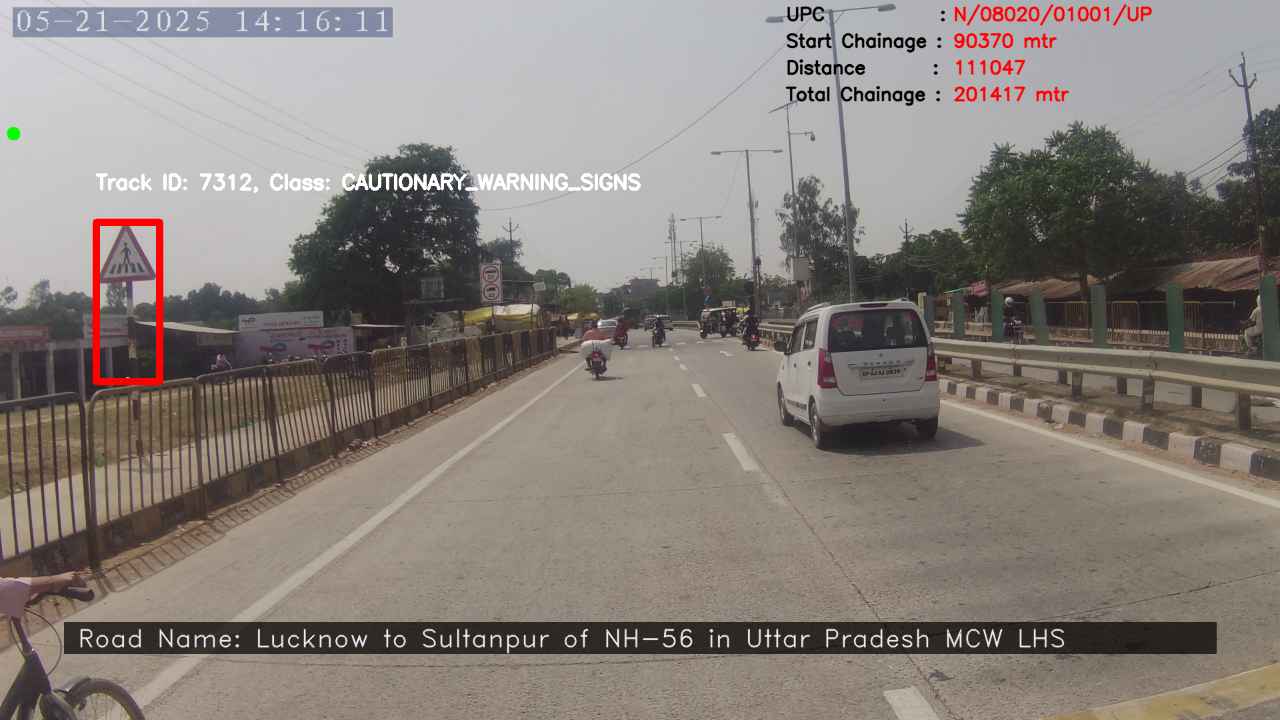 05-21-2025 14:16:11
UPC : N/08020/01001/UP
Start Chainage : 90370 mtr
Distance : 111047
Total Chainage : 201417 mtr
Track ID: 7312, Class: CAUTIONARY_WARNING_SIGNS
Road Name: Lucknow to Sultanpur of NH-56 in Uttar Pradesh MCW LHS